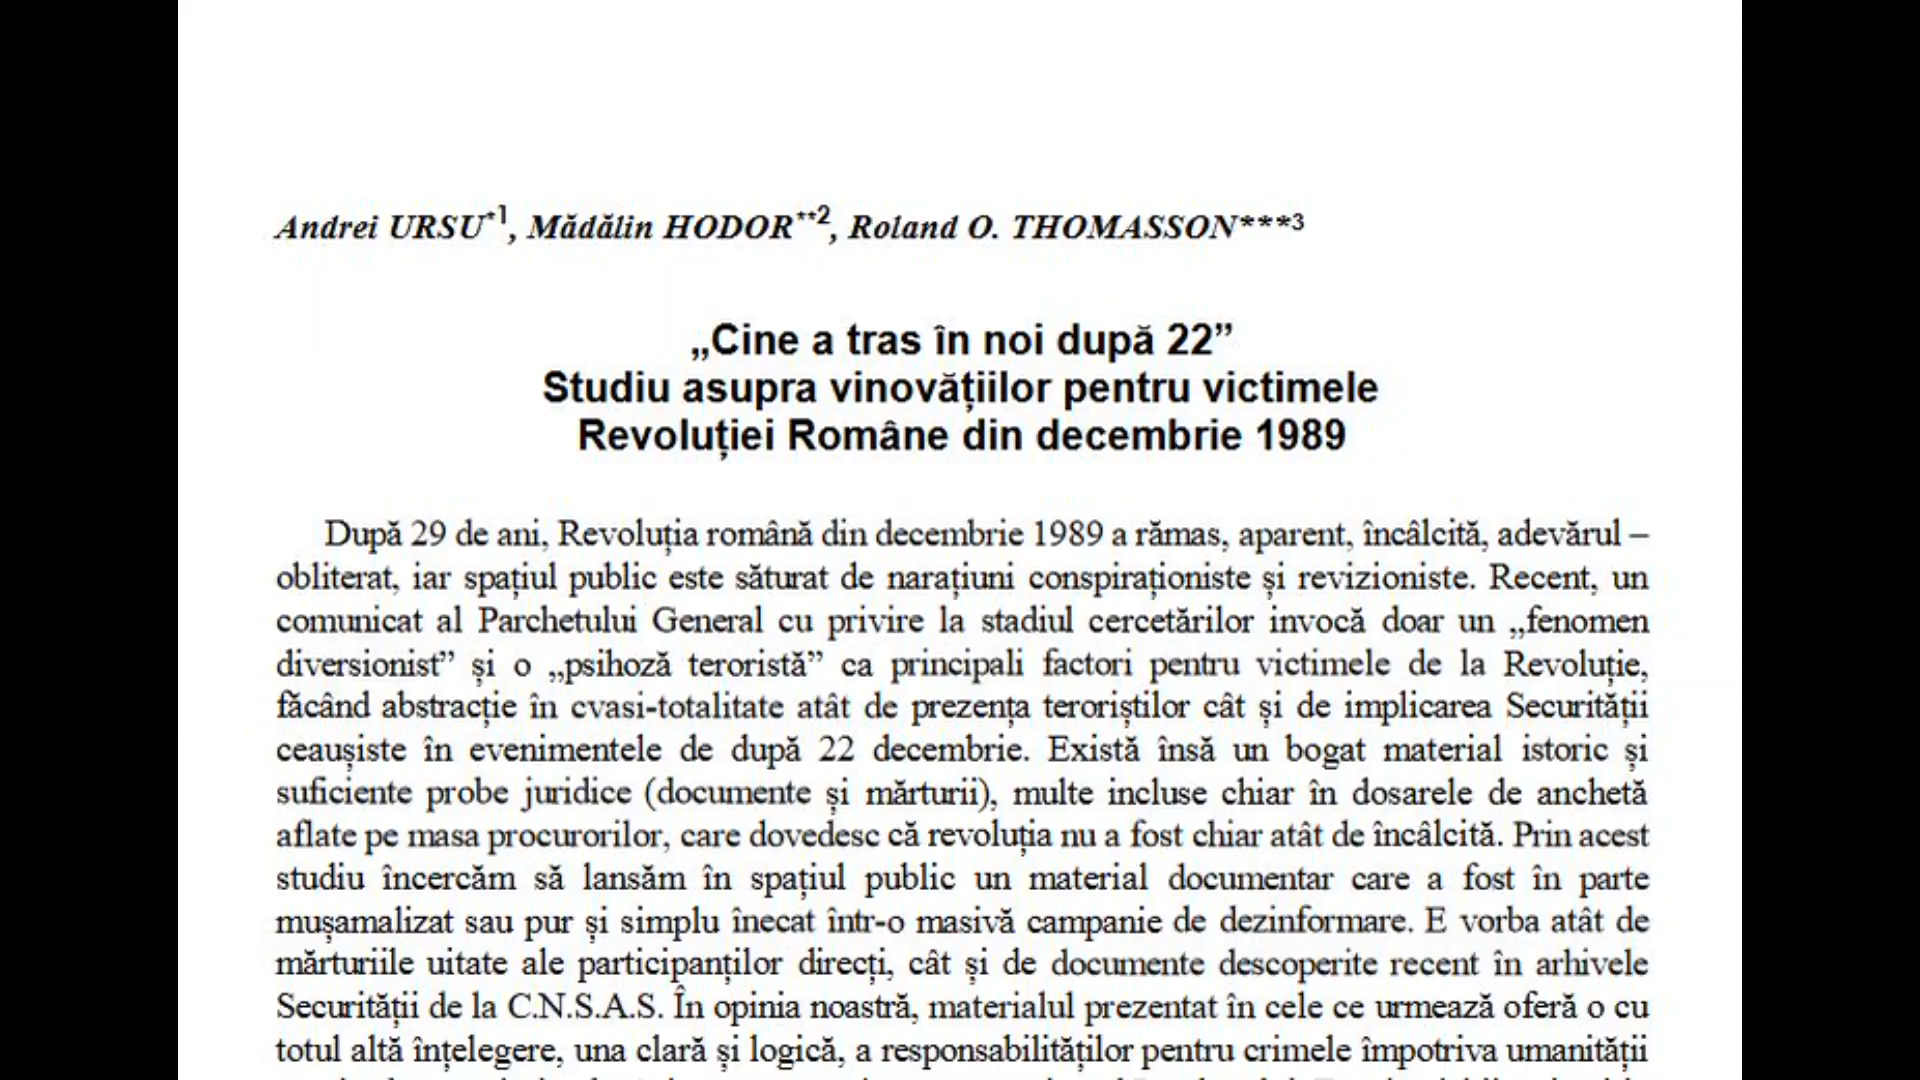 Andrei URSU*1, Mădălin HODOR**2, Roland O. THOMASSON***3
„Cine a tras în noi după 22”
Studiu asupra vinovățiilor pentru victimele
Revoluției Române din decembrie 1989
După 29 de ani, Revoluția română din decembrie 1989 a rămas, aparent, încâlcită, adevărul –
obliterat, iar spațiul public este săturat de narațiuni conspiraționiste și revizioniste. Recent, un
comunicat al Parchetului General cu privire la stadiul cercetărilor invocă doar un „fenomen
diversionist” și o „psihoză teroristă” ca principali factori pentru victimele de la Revoluție,
făcând abstracție în cvasi-totalitate atât de prezența teroriștilor cât și de implicarea Securității
ceaușiste în evenimentele de după 22 decembrie. Există însă un bogat material istoric și
suficiente probe juridice (documente și mărturii), multe incluse chiar în dosarele de anchetă
aflate pe masa procurorilor, care dovedesc că revoluția nu a fost chiar atât de încâlcită. Prin acest
studiu încercăm să lansăm în spațiul public un material documentar care a fost în parte
mușamalizat sau pur și simplu înecat într-o masivă campanie de dezinformare. E vorba atât de
mărturiile uitate ale participanților direcți, cât și de documente descoperite recent în arhivele
Securității de la C.N.S.A.S. În opinia noastră, materialul prezentat în cele ce urmează oferă o cu
totul altă înțelegere, una clară și logică, a responsabilităților pentru crimele împotriva umanității